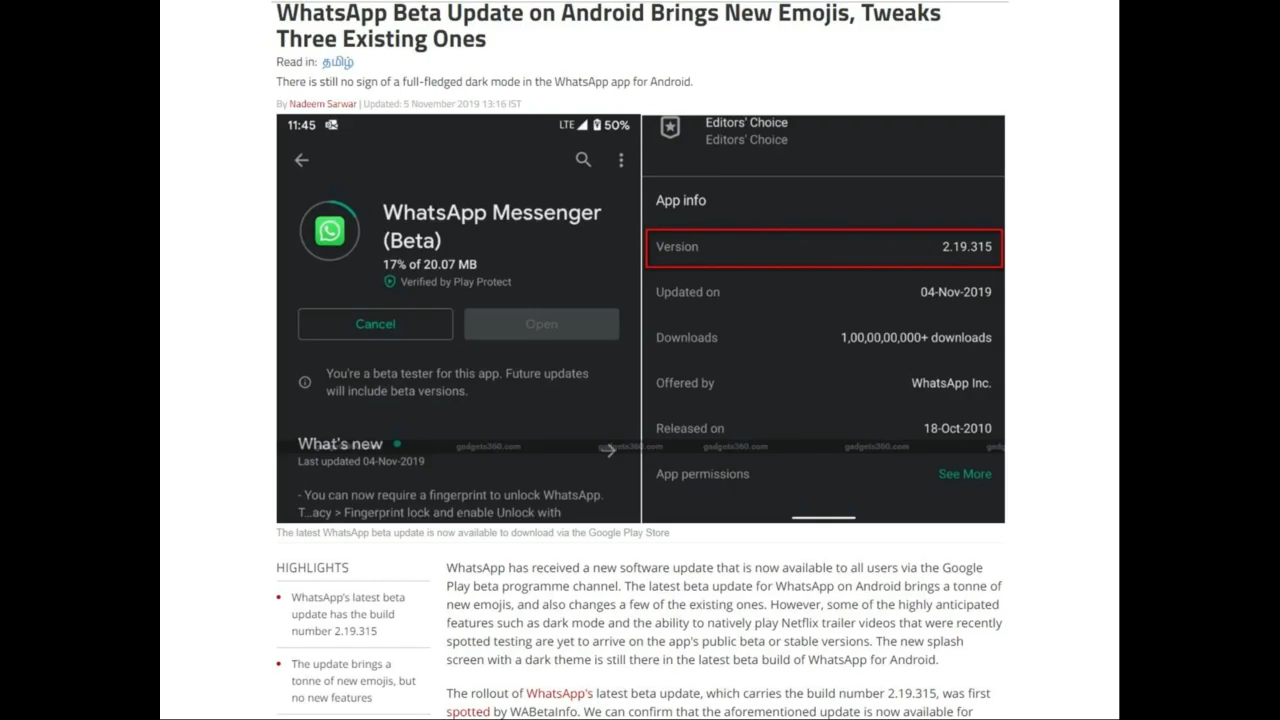 WhatsApp Beta Update on Android Brings New Emojis, Tweaks
Three Existing Ones
Read in: தமிழ்
There is still no sign of a full-fledged dark mode in the WhatsApp app for Android.
By Nadeem Sarwar | Updated: 5 November 2019 13:16 IST
11:45
LTE 50%
WhatsApp Messenger
(Beta)
17% of 20.07 MB
Verified by Play Protect
Cancel
Open
You're a beta tester for this app. Future updates
will include beta versions.
What's new
Last updated 04-Nov-2019
- You can now require a fingerprint to unlock WhatsApp.
T...acy > Fingerprint lock and enable Unlock with
Editors' Choice
Editors' Choice
App info
Version 2.19.315
Updated on 04-Nov-2019
Downloads 1,00,00,00,000+ downloads
Offered by WhatsApp Inc.
Released on 18-Oct-2010
gadgets360.com gadgets360.com gadgets360.com gadgets360.com
App permissions See More
The latest WhatsApp beta update is now available to download via the Google Play Store
HIGHLIGHTS
WhatsApp's latest beta
update has the build
number 2.19.315
The update brings a
tonne of new emojis, but
no new features
WhatsApp has received a new software update that is now available to all users via the Google
Play beta programme channel. The latest beta update for WhatsApp on Android brings a tonne of
new emojis, and also changes a few of the existing ones. However, some of the highly anticipated
features such as dark mode and the ability to natively play Netflix trailer videos that were recently
spotted testing are yet to arrive on the app's public beta or stable versions. The new splash
screen with a dark theme is still there in the latest beta build of WhatsApp for Android.
The rollout of WhatsApp's latest beta update, which carries the build number 2.19.315, was first
spotted by WABetaInfo. We can confirm that the aforementioned update is now available for